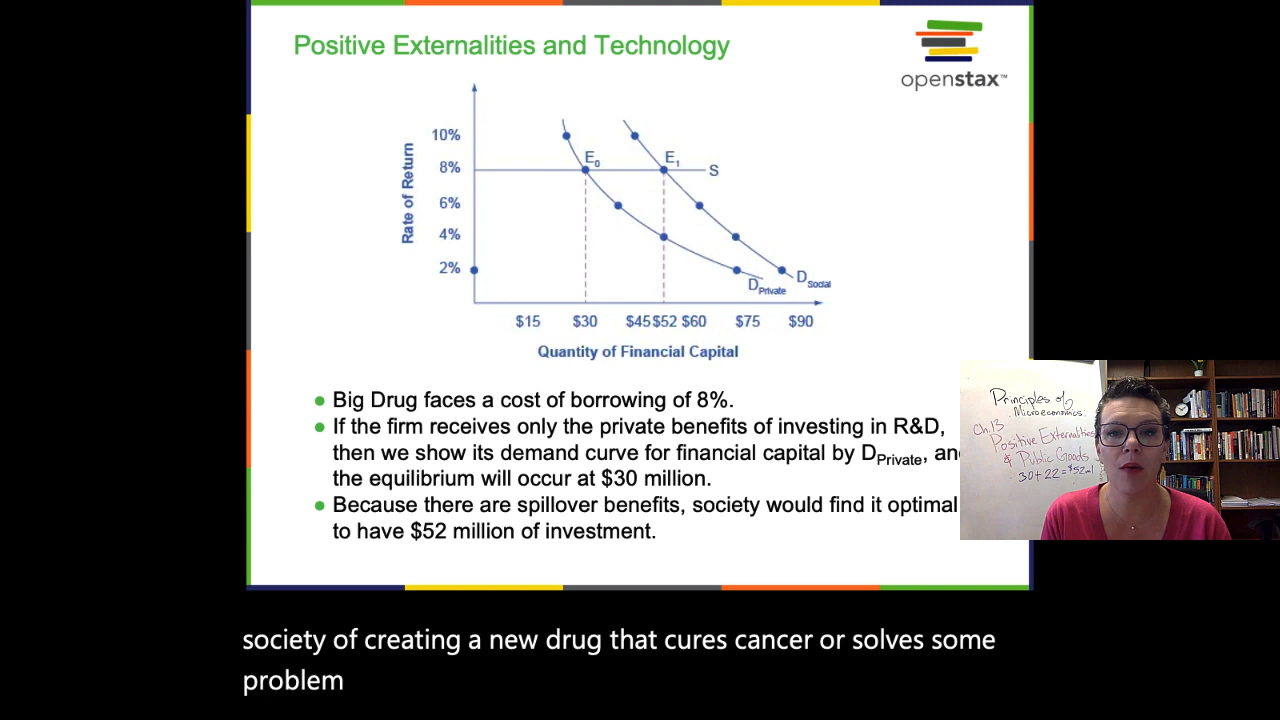 Positive Externalities and Technology
openstax™
10%
8%
6%
4%
2%
Rate of Return
E0
E1
S
DPrivate
DSocial
$15 $30 $45 $52 $60 $75 $90
Quantity of Financial Capital
• Big Drug faces a cost of borrowing of 8%.
• If the firm receives only the private benefits of investing in R&D,
then we show its demand curve for financial capital by DPrivate, an
the equilibrium will occur at $30 million.
• Because there are spillover benefits, society would find it optimal
to have $52 million of investment.
Principles of
Microeconomics
Ch.13
Positive Externalities
& Public Goods
30+22=$52mil
society of creating a new drug that cures cancer or solves some
problem